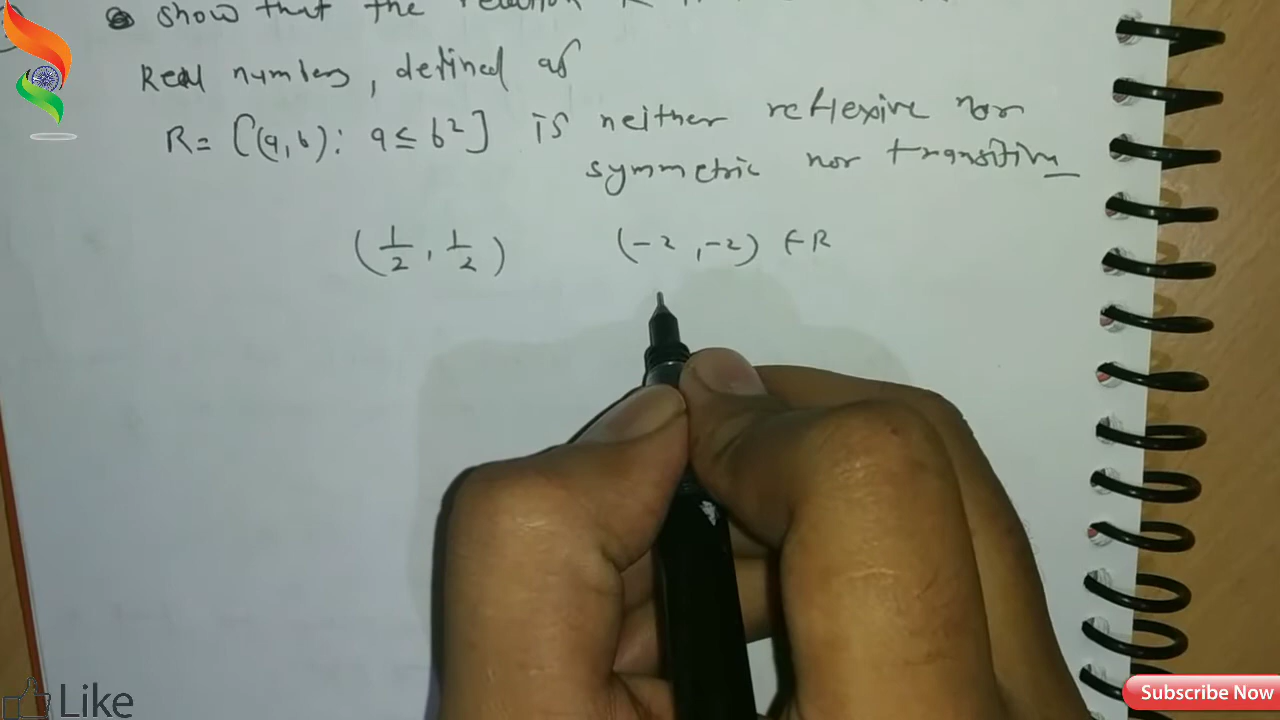 show that the relation R
Real numbers, defined as
R = [(a, b) : a ≤ b²] is neither reflexive nor
symmetric nor transitive
(1/2, 1/2) (-2, -2) ∈ R
Like
Subscribe Now